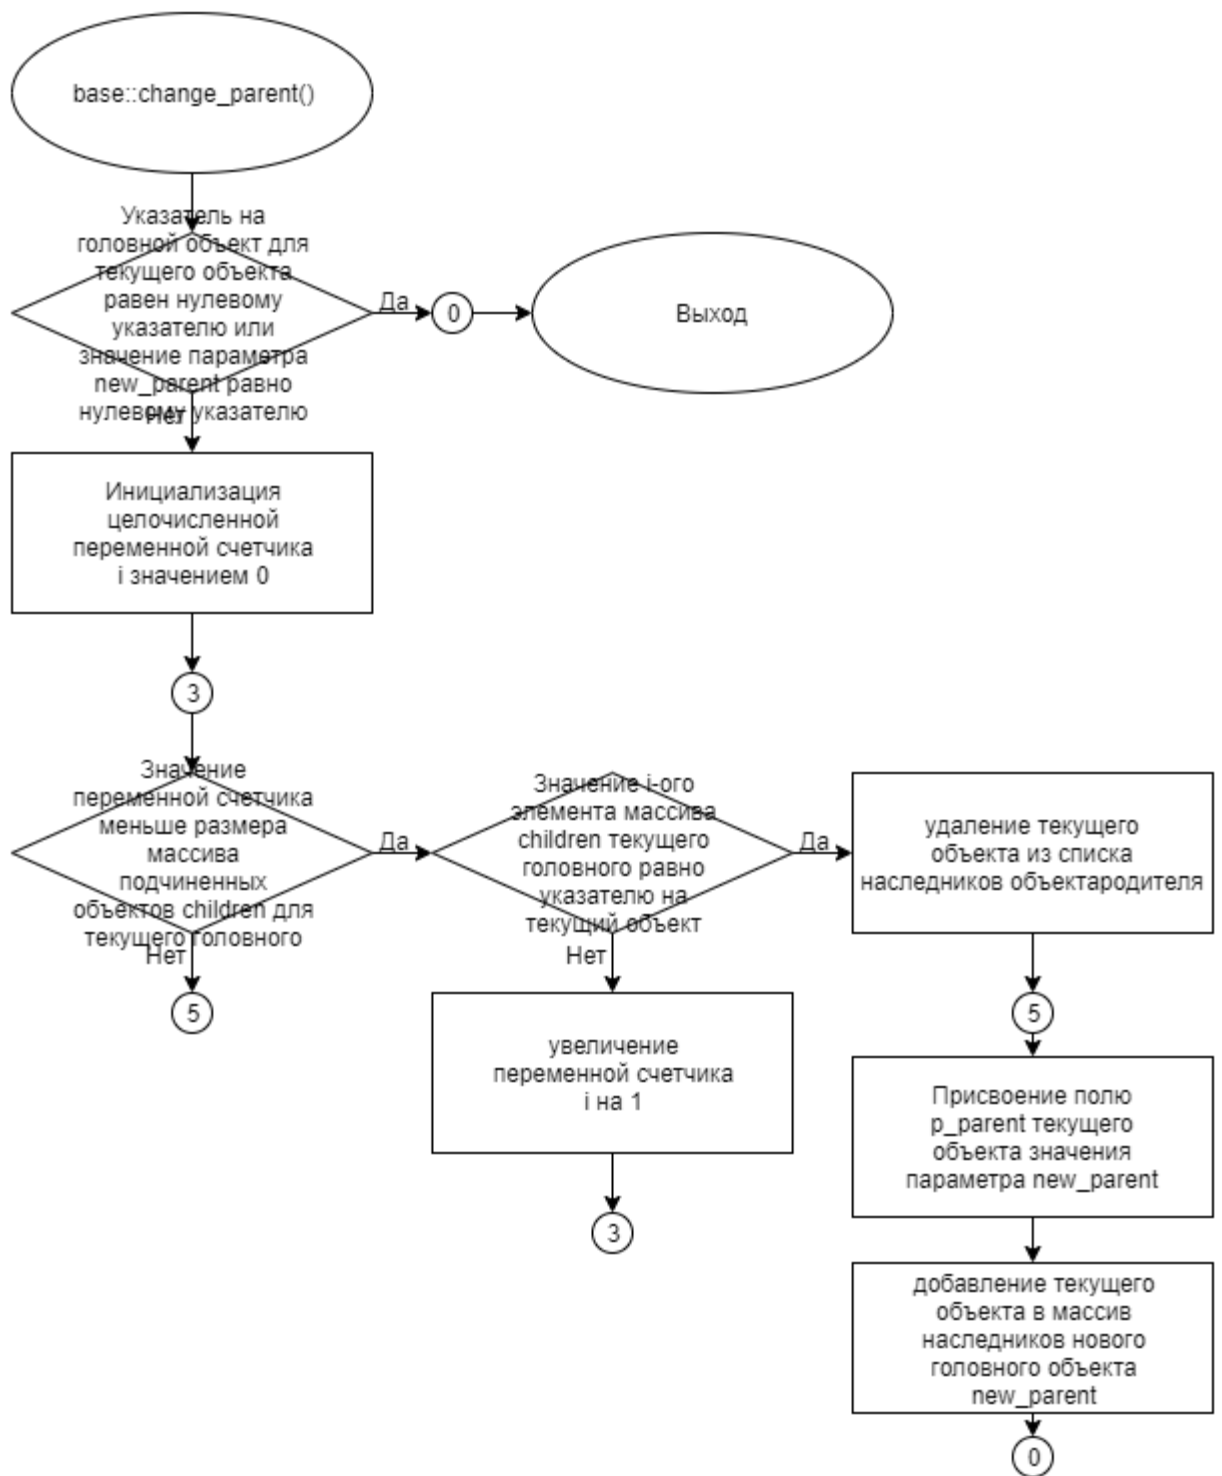 base::change_parent()
Указатель на
головной объект для
текущего объекта
равен нулевому
указателю или
значение параметра
new_parent равно
нулевому указателю
Да
0
Выход
Нет
Инициализация
целочисленной
переменной счетчика
i значением 0
3
Значение
переменной счетчика
меньше размера
массива
подчиненных
объектов children для
текущего головного
Да
Нет
5
Значение i-ого
элемента массива
children текущего
головного равно
указателю на
текущий объект
Да
Нет
удаление текущего
объекта из списка
наследников объектародителя
5
увеличение
переменной счетчика
i на 1
3
Присвоение полю
p_parent текущего
объекта значения
параметра new_parent
добавление текущего
объекта в массив
наследников нового
головного объекта
new_parent
0